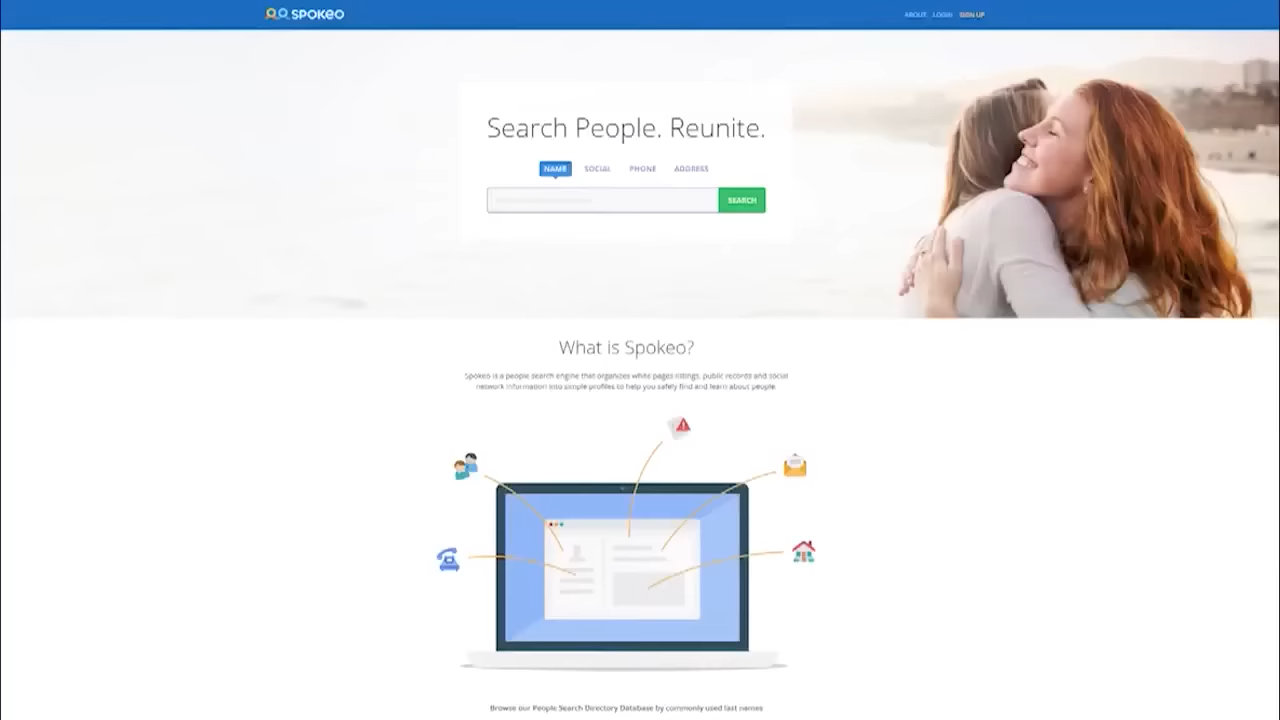 SPOKEO
ABOUT LOGIN SIGN UP
Search People. Reunite.
NAME SOCIAL PHONE ADDRESS
SEARCH
What is Spokeo?
Spokeo is a people search engine that organizes white pages listings, public records and social
network information into simple profiles to help you safely find and learn about people
Browse our People Search Directory Database by commonly used last names